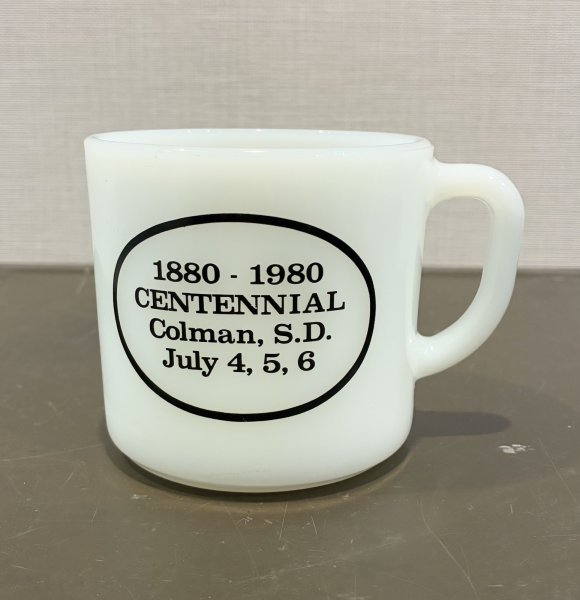 1880 - 1980
CENTENNIAL
Colman, S.D.
July 4, 5, 6